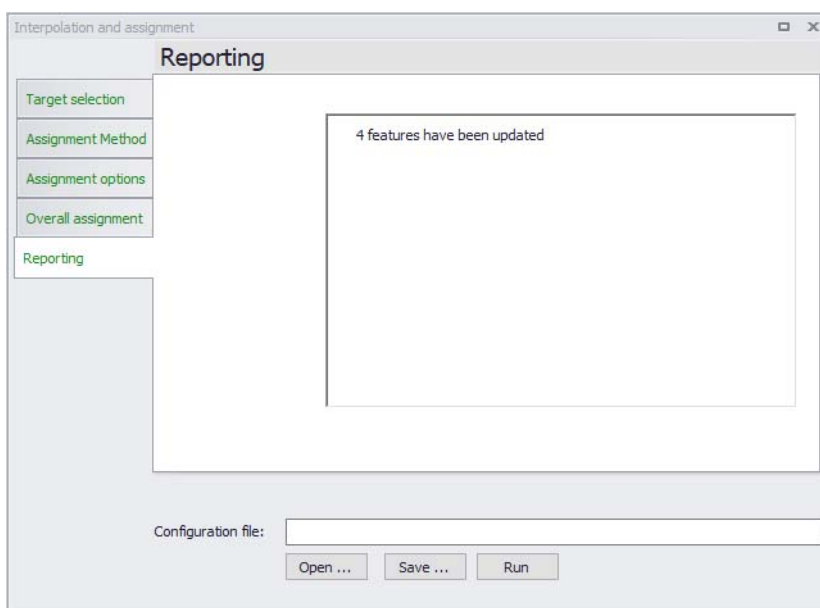 Interpolation and assignment
Reporting
Target selection
Assignment Method
Assignment options
Overall assignment
Reporting
4 features have been updated
Configuration file:
Open ...
Save ...
Run